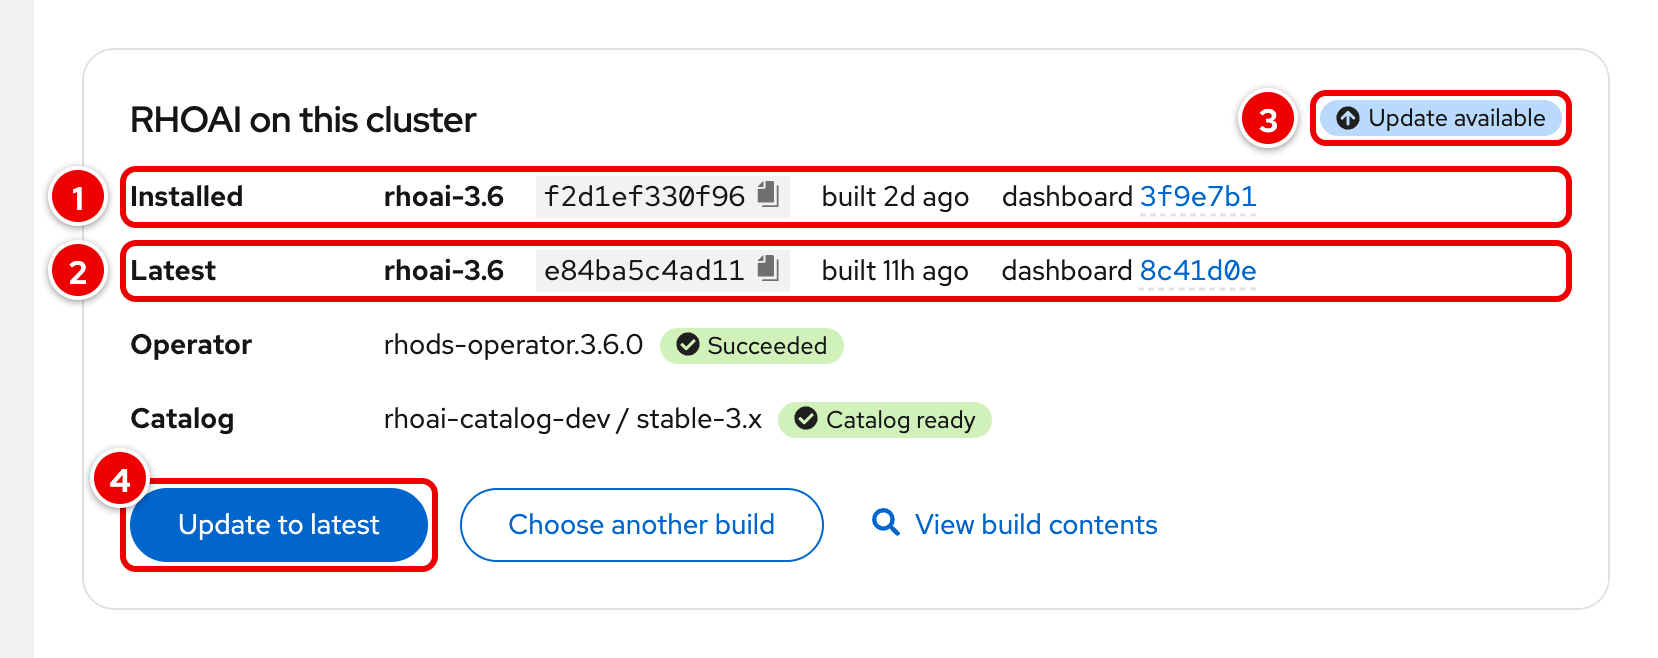 RHOAI on this cluster
3 Update available
1 Installed rhoai-3.6 f2d1ef330f96 built 2d ago dashboard 3f9e7b1
2 Latest rhoai-3.6 e84ba5c4ad11 built 11h ago dashboard 8c41d0e
Operator rhods-operator.3.6.0 Succeeded
Catalog rhoai-catalog-dev / stable-3.x Catalog ready
4
Update to latest Choose another build View build contents